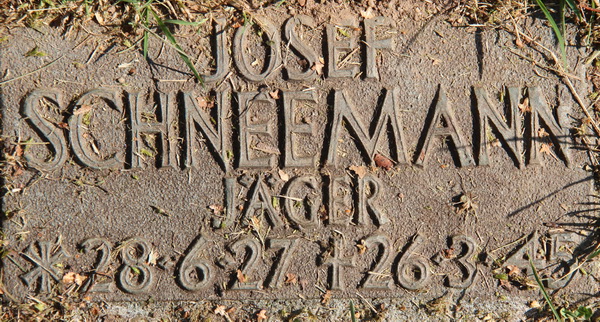 JOSEF
SCHNEEMANN
JÄGER
* 28·6·27 † 26·3·45